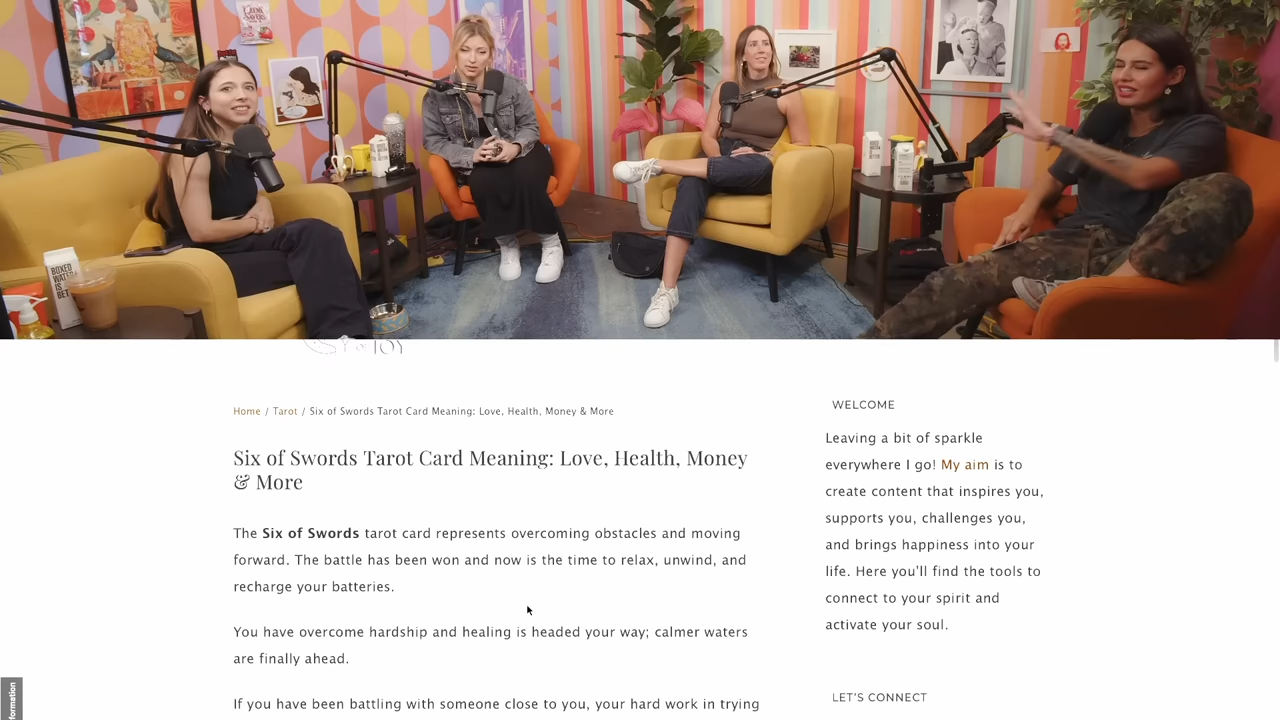 BOXED
WATER
IS
BET
Home / Tarot / Six of Swords Tarot Card Meaning: Love, Health, Money & More
Six of Swords Tarot Card Meaning: Love, Health, Money
& More
The Six of Swords tarot card represents overcoming obstacles and moving
forward. The battle has been won and now is the time to relax, unwind, and
recharge your batteries.
You have overcome hardship and healing is headed your way; calmer waters
are finally ahead.
If you have been battling with someone close to you, your hard work in trying
WELCOME
Leaving a bit of sparkle
everywhere I go! My aim is to
create content that inspires you,
supports you, challenges you,
and brings happiness into your
life. Here you'll find the tools to
connect to your spirit and
activate your soul.
LET'S CONNECT
formation